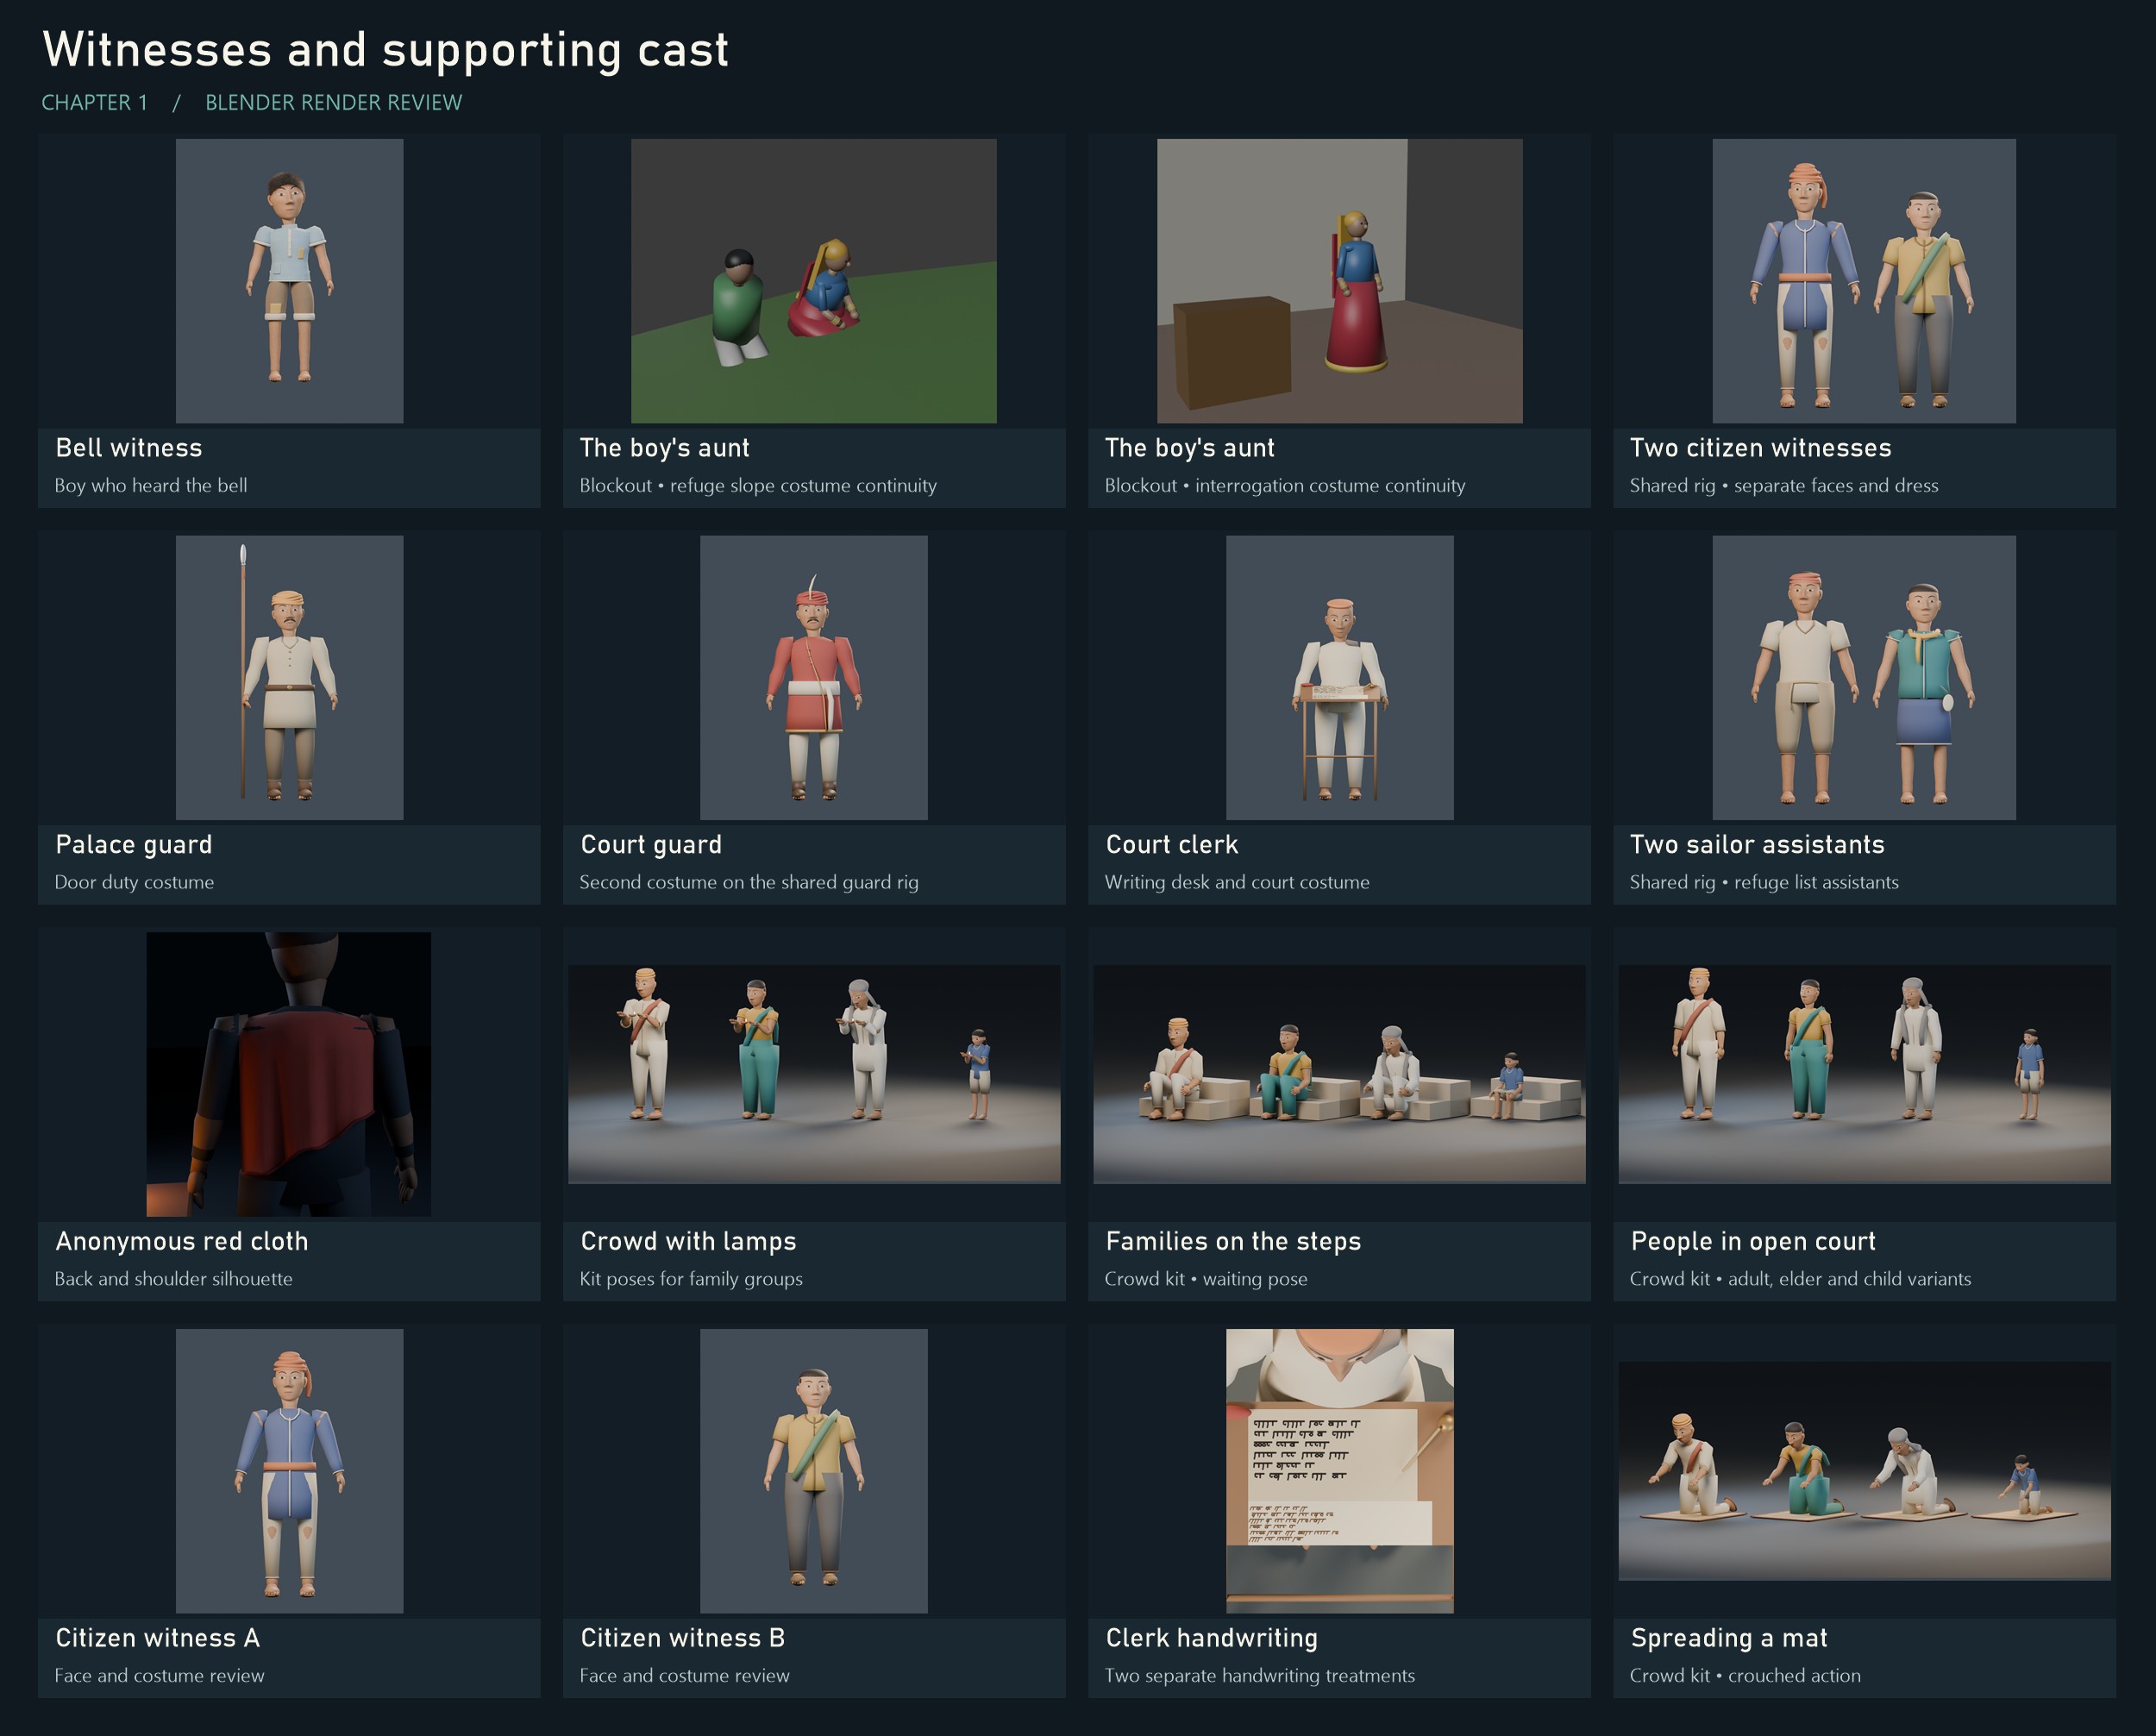 Witnesses and supporting cast
CHAPTER 1 / BLENDER RENDER REVIEW
Bell witness
Boy who heard the bell
The boy's aunt
Blockout • refuge slope costume continuity
The boy's aunt
Blockout • interrogation costume continuity
Two citizen witnesses
Shared rig • separate faces and dress
Palace guard
Door duty costume
Court guard
Second costume on the shared guard rig
Court clerk
Writing desk and court costume
Two sailor assistants
Shared rig • refuge list assistants
Anonymous red cloth
Back and shoulder silhouette
Crowd with lamps
Kit poses for family groups
Families on the steps
Crowd kit • waiting pose
People in open court
Crowd kit • adult, elder and child variants
Citizen witness A
Face and costume review
Citizen witness B
Face and costume review
Clerk handwriting
Two separate handwriting treatments
Spreading a mat
Crowd kit • crouched action